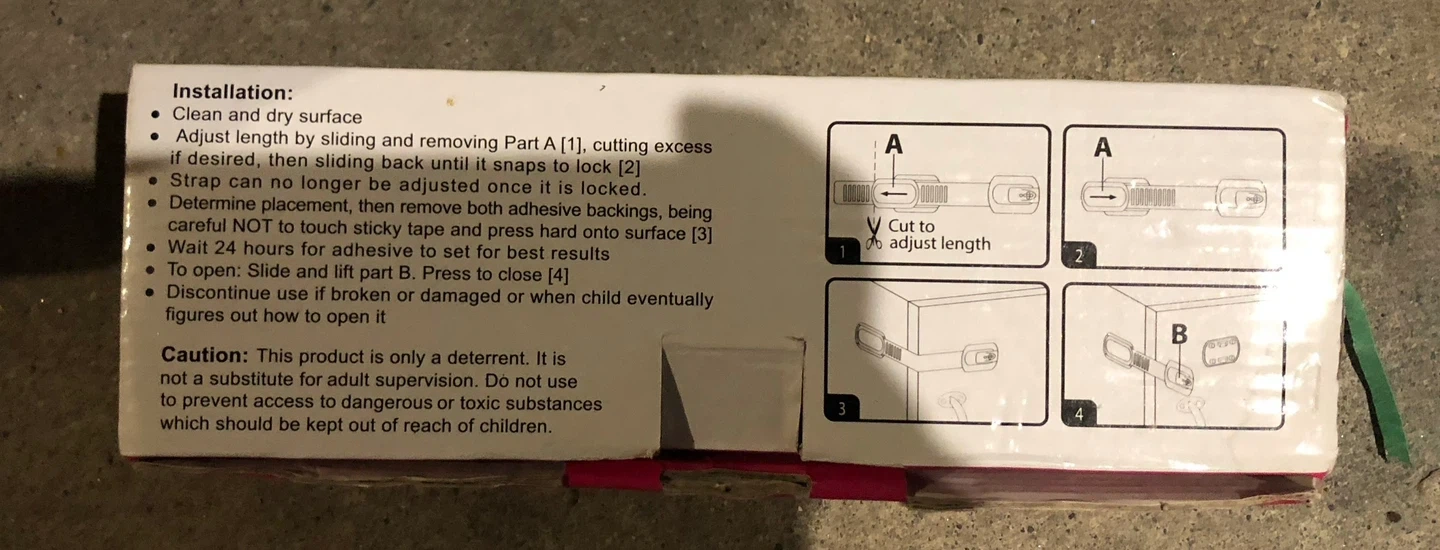 Installation:
• Clean and dry surface
• Adjust length by sliding and removing Part A [1], cutting excess
if desired, then sliding back until it snaps to lock [2]
• Strap can no longer be adjusted once it is locked.
• Determine placement, then remove both adhesive backings, being
careful NOT to touch sticky tape and press hard onto surface [3]
• Wait 24 hours for adhesive to set for best results
• To open: Slide and lift part B. Press to close [4]
• Discontinue use if broken or damaged or when child eventually
figures out how to open it
Caution: This product is only a deterrent. It is
not a substitute for adult supervision. Do not use
to prevent access to dangerous or toxic substances
which should be kept out of reach of children.
A
Cut to
adjust length
1
A
2
3
B
4